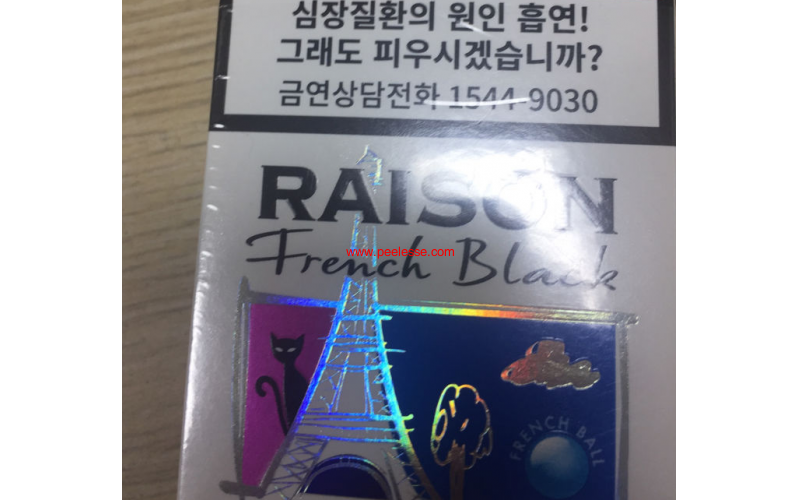 심장질환의 원인 흡연!
그래도 피우시겠습니까?
금연상담전화 1544-9030
RAISON
www.peelesse.com
French Black
FRENCH BALL